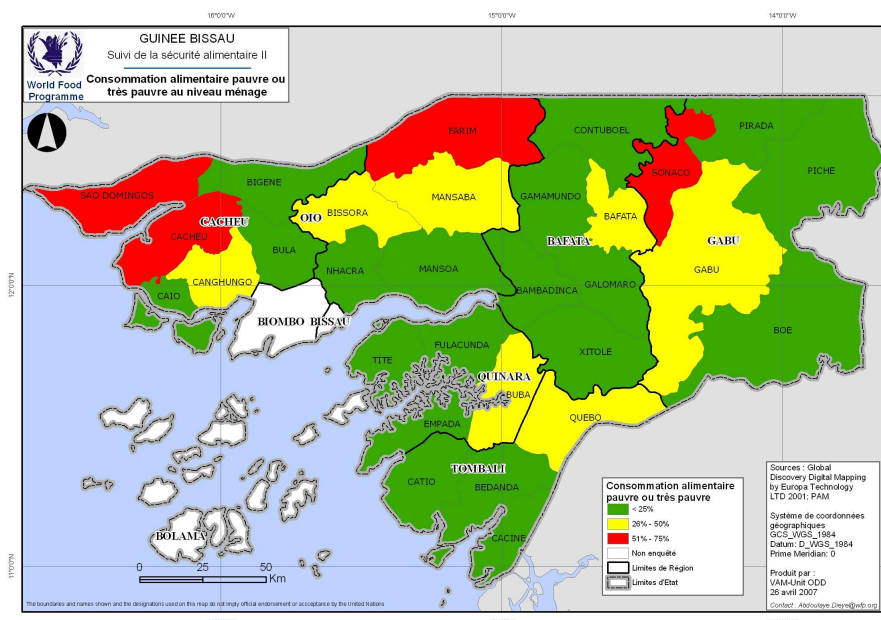 16°0'0"W
15°0'0"W
14°0'0"W
GUINEE BISSAU
Suivi de la sécurité alimentaire II
World Food
Programme
Consommation alimentaire pauvre ou
très pauvre au niveau ménage
FARIM
CONTUBOEL
PIRADA
SONACO
PICHE
SAO DOMINGOS
BIGENE
GAMAMUNDO
MANSABA
BISSORA
OIO
BAFATA
CACHEU
CACHEU
BAFATA
GABU
BULA
NHACRA
MANSOA
GABU
CANGHUNGO
CAIO
12°0'0"N
BAMBADINCA
GALOMARO
BIOMBO
BISSAU
BOE
TITE
FULACUNDA
XITOLE
QUINARA
BUBA
QUEBO
EMPADA
TOMBALI
CATIO
BEDANDA
CACINE
BOLAMA
11°0'0"N
0 25 50
Km
Consommation alimentaire
pauvre ou très pauvre
< 25%
26% - 50%
51% - 75%
Non enquêté
Limites de Région
Limites d'Etat
Sources : Global
Discovery Digital Mapping
by Europa Technology
LTD 2001; PAM
Système de coordonnées
géographiques
GCS_WGS_1984
Datum: D_WGS_1984
Prime Meridian: 0
Produit par :
VAM-Unit ODD
26 avril 2007
Contact : Abdoulaye.Dieye@wfp.org
The boundaries and names shown and the designations used on this map do not imply official endorsement or acceptance by the United Nations